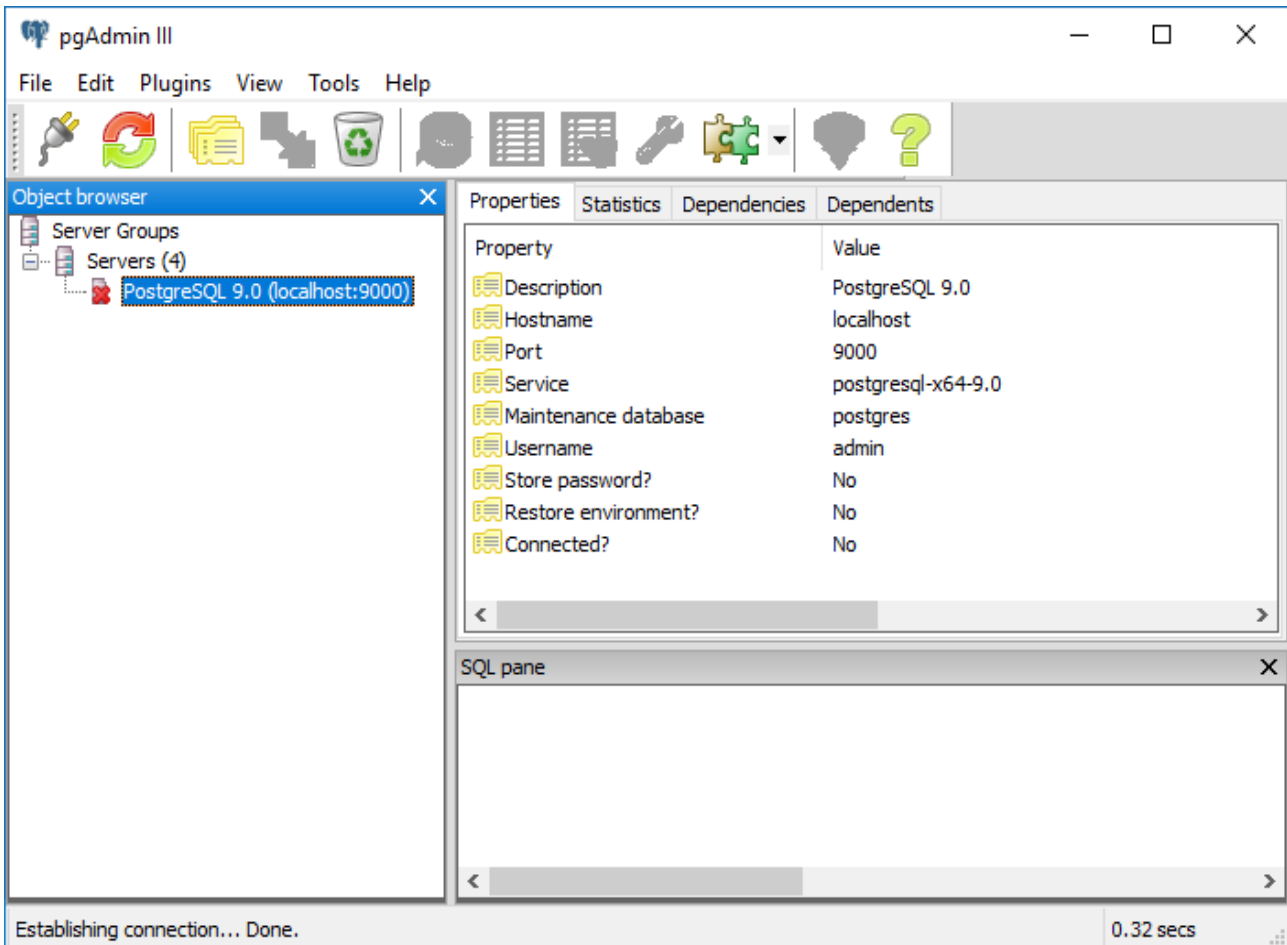 pgAdmin III
File Edit Plugins View Tools Help
Object browser
Server Groups
Servers (4)
PostgreSQL 9.0 (localhost:9000)
Properties Statistics Dependencies Dependents
Property Value
Description PostgreSQL 9.0
Hostname localhost
Port 9000
Service postgresql-x64-9.0
Maintenance database postgres
Username admin
Store password? No
Restore environment? No
Connected? No
SQL pane
Establishing connection... Done. 0.32 secs